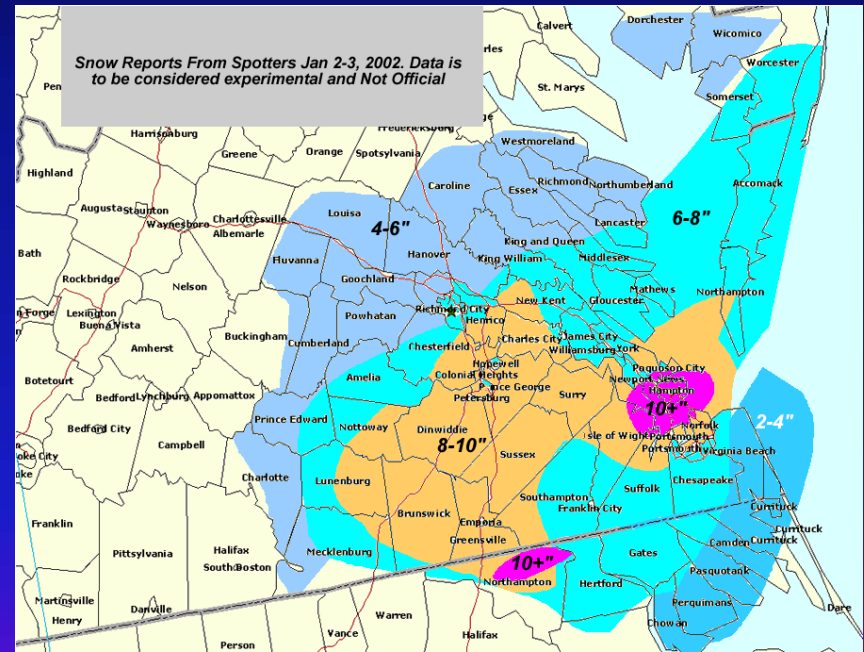 Snow Reports From Spotters Jan 2-3, 2002. Data is
to be considered experimental and Not Official
Calvert
Dorchester
Wicomico
Worcester
Somerset
St. Marys
Harrisonburg
Greene
Orange
Spotsylvania
Westmoreland
Highland
Caroline
Essex
Richmond
Northumberland
Accomack
Augusta
Staunton
Waynesboro
Charlottesville
Albemarle
Louisa
4-6"
Lancaster
6-8"
Bath
Fluvanna
Hanover
King and Queen
King William
Middlesex
Rockbridge
Nelson
Goochland
Mathews
Northampton
Lexington
Buena Vista
Powhatan
Richmond City
Henrico
New Kent
Gloucester
Amherst
Buckingham
Cumberland
Chesterfield
Charles City
James City
Williamsburg
York
Botetourt
Amelia
Hopewell
Colonial Heights
Prince George
Petersburg
Surry
Poquoson City
Newport News
Hampton
10+"
Bedford
Lynchburg
Appomattox
Bedford City
Prince Edward
Nottoway
Dinwiddie
8-10"
Sussex
Isle of Wight
Portsmouth
Norfolk
Portsmouth
Virginia Beach
2-4"
Campbell
Charlotte
Lunenburg
Southampton
Franklin City
Suffolk
Chesapeake
Franklin
Brunswick
Emporia
Greensville
Currituck
Currituck
Currituck
Camden
Pittsylvania
Halifax
South Boston
Mecklenburg
10+"
Northampton
Gates
Hertford
Pasquotank
Perquimans
Chowan
Dare
Martinsville
Henry
Danville
Person
Vance
Warren
Halifax